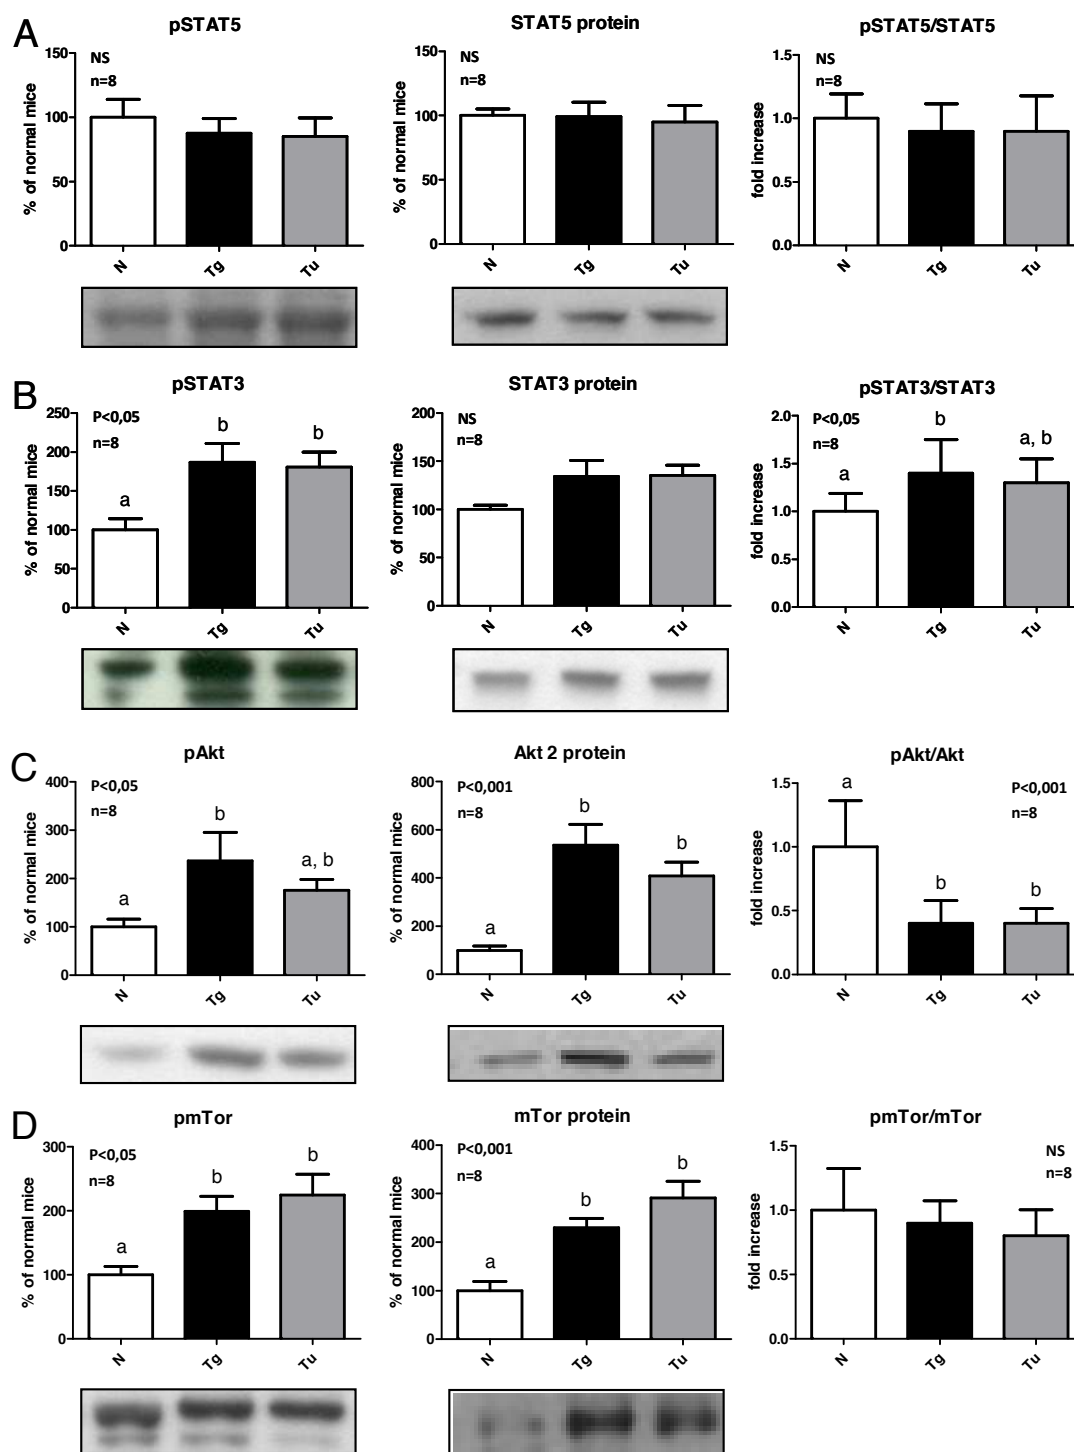 A
pSTAT5
% of normal mice
150
100
50
0
NS
n=8
N
Tg
Tu
STAT5 protein
% of normal mice
150
100
50
0
NS
n=8
N
Tg
Tu
pSTAT5/STAT5
fold increase
1.5
1.0
0.5
0.0
NS
n=8
N
Tg
Tu
B
pSTAT3
% of normal mice
250
200
150
100
50
0
P<0,05
n=8
a
b
b
N
Tg
Tu
STAT3 protein
% of normal mice
200
150
100
50
0
NS
n=8
N
Tg
Tu
pSTAT3/STAT3
fold increase
2.0
1.5
1.0
0.5
0.0
P<0,05
n=8
a
b
a, b
N
Tg
Tu
C
pAkt
% of normal mice
400
300
200
100
0
P<0,05
n=8
a
b
a, b
N
Tg
Tu
Akt 2 protein
% of normal mice
800
600
400
200
0
P<0,001
n=8
a
b
b
N
Tg
Tu
pAkt/Akt
fold increase
1.5
1.0
0.5
0.0
P<0,001
n=8
a
b
b
N
Tg
Tu
D
pmTor
% of normal mice
300
200
100
0
P<0,05
n=8
a
b
b
N
Tg
Tu
mTor protein
% of normal mice
400
300
200
100
0
P<0,001
n=8
a
b
b
N
Tg
Tu
pmTor/mTor
fold increase
1.5
1.0
0.5
0.0
NS
n=8
N
Tg
Tu